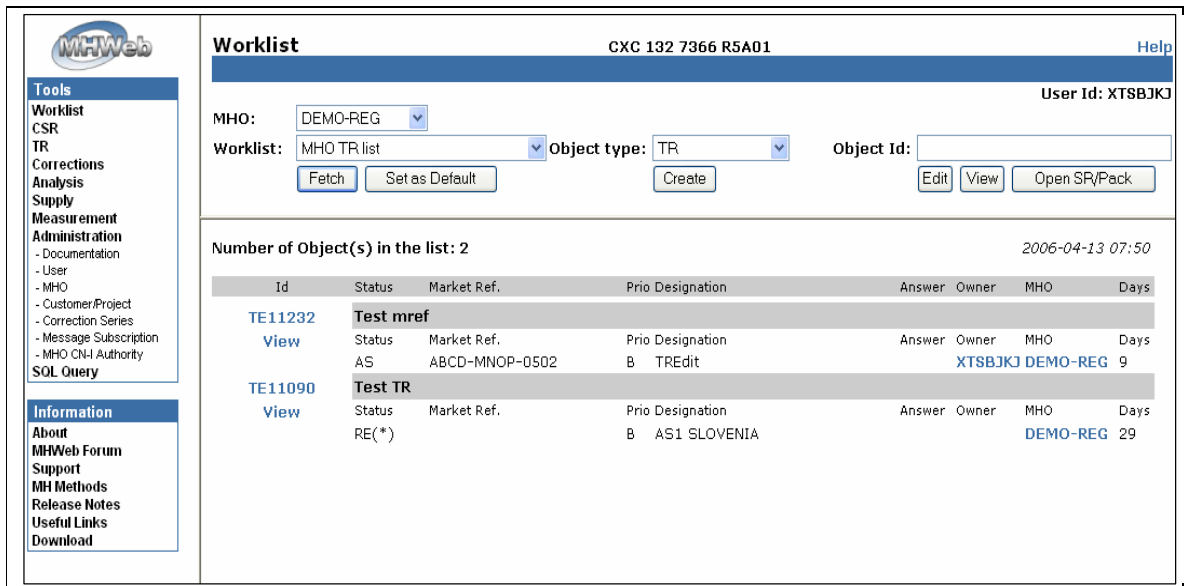 MHWeb
Tools
Worklist
CSR
TR
Corrections
Analysis
Supply
Measurement
Administration
- Documentation
- User
- MHO
- Customer/Project
- Correction Series
- Message Subscription
- MHO CN-I Authority
SQL Query
Information
About
MHWeb Forum
Support
MH Methods
Release Notes
Useful Links
Download
Worklist CXC 132 7366 R5A01 Help
User Id: XTSBJKJ
MHO: DEMO-REG
Worklist: MHO TR list Object type: TR Object Id:
Fetch Set as Default Create Edit View Open SR/Pack
Number of Object(s) in the list: 2 2006-04-13 07:50
Id Status Market Ref. Prio Designation Answer Owner MHO Days
TE11232 Test mref
View Status Market Ref. Prio Designation Answer Owner MHO Days
AS ABCD-MNOP-0502 B TREdit XTSBJKJ DEMO-REG 9
TE11090 Test TR
View Status Market Ref. Prio Designation Answer Owner MHO Days
RE(*) B AS1 SLOVENIA DEMO-REG 29